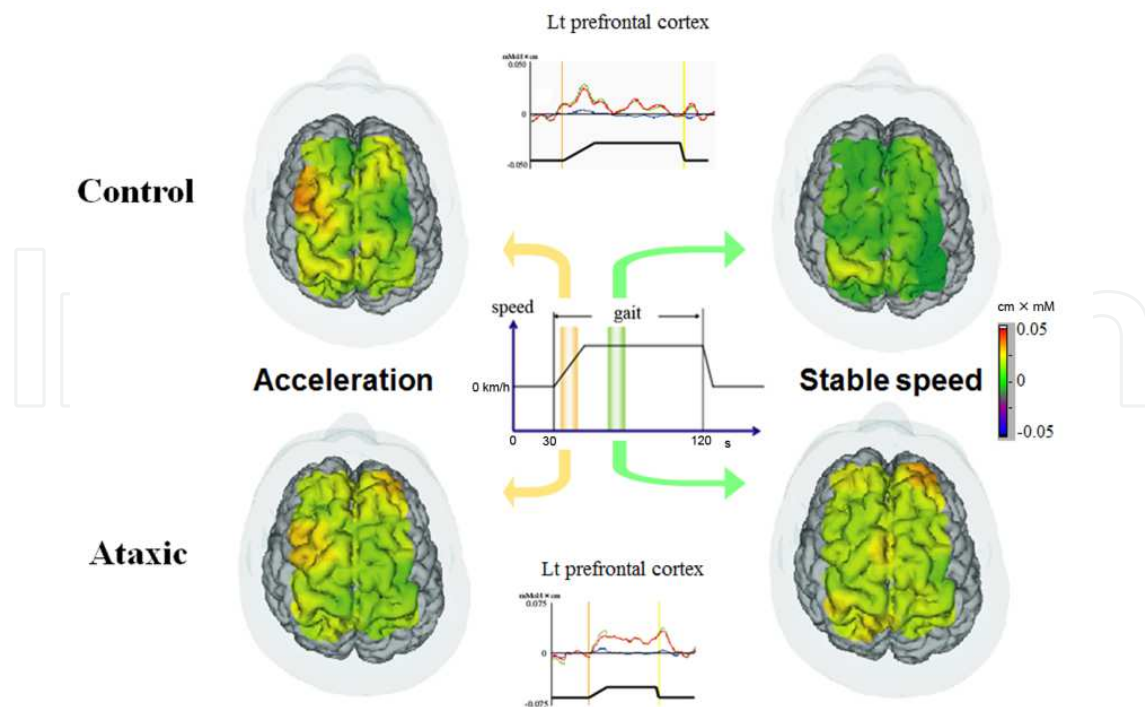 Lt prefrontal cortex
0.050
0
-0.050
Control
speed
gait
cm × mM
0.05
0
-0.05
Acceleration
0 km/h
Stable speed
0
30
120
s
Ataxic
Lt prefrontal cortex
0.075
0
-0.075